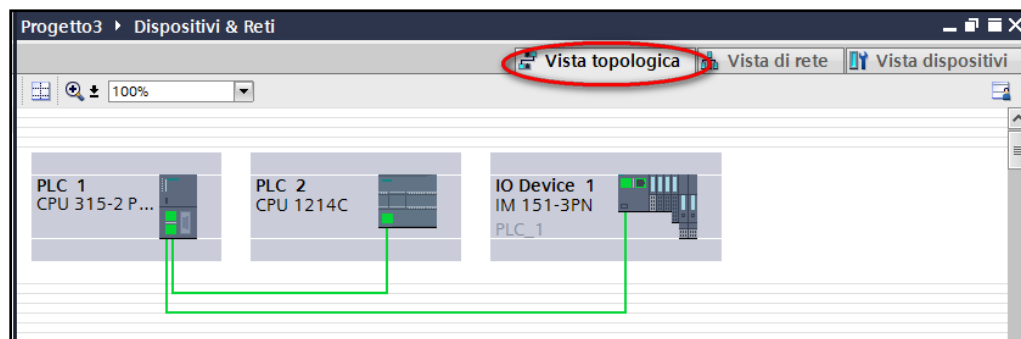 Progetto3 ▸ Dispositivi & Reti
Vista topologica Vista di rete Vista dispositivi
100%
PLC_1
CPU 315-2 P...
PLC_2
CPU 1214C
IO Device_1
IM 151-3PN
PLC_1